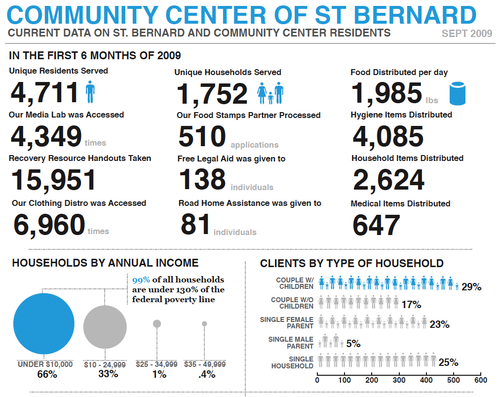 COMMUNITY CENTER OF ST BERNARD
CURRENT DATA ON ST. BERNARD AND COMMUNITY CENTER RESIDENTS
SEPT 2009
IN THE FIRST 6 MONTHS OF 2009
Unique Residents Served
4,711
Unique Households Served
1,752
Food Distributed per day
1,985 lbs
Our Media Lab was Accessed
4,349 times
Our Food Stamps Partner Processed
510 applications
Hygiene Items Distributed
4,085
Recovery Resource Handouts Taken
15,951
Free Legal Aid was given to
138 individuals
Household Items Distributed
2,624
Our Clothing Distro was Accessed
6,960 times
Road Home Assistance was given to
81 individuals
Medical Items Distributed
647
HOUSEHOLDS BY ANNUAL INCOME
99% of all households
are under 130% of the
federal poverty line
UNDER $10,000
66%
$10 - 24,999
33%
$25 - 34,999
1%
$35 - 49,999
.4%
CLIENTS BY TYPE OF HOUSEHOLD
COUPLE W/
CHILDREN
29%
COUPLE W/O
CHILDREN
17%
SINGLE FEMALE
PARENT
23%
SINGLE MALE
PARENT
5%
SINGLE
HOUSEHOLD
25%
0 100 200 300 400 500 600